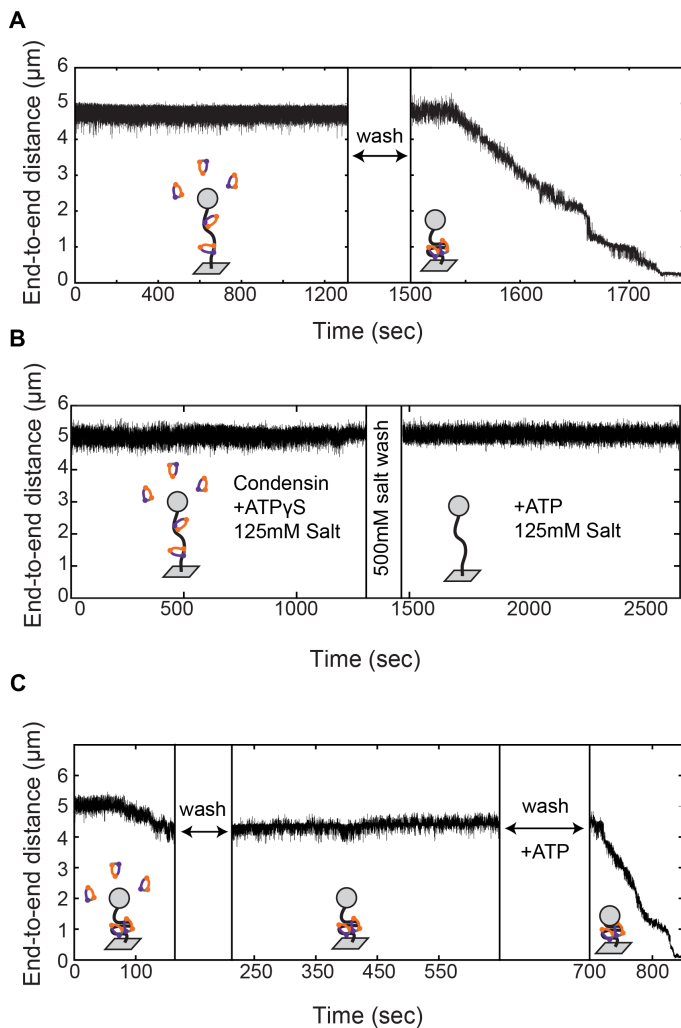 A
End-to-end distance (μm)
6
5
4
3
2
1
0
wash
0 400 800 1200 1500 1600 1700
Time (sec)
B
End-to-end distance (μm)
6
5
4
3
2
1
0
Condensin
+ATPγS
125mM Salt
500mM salt wash
+ATP
125mM Salt
0 500 1000 1500 2000 2500
Time (sec)
C
End-to-end distance (μm)
6
5
4
3
2
1
0
wash
wash
+ATP
0 100 250 350 450 550 700 800
Time (sec)